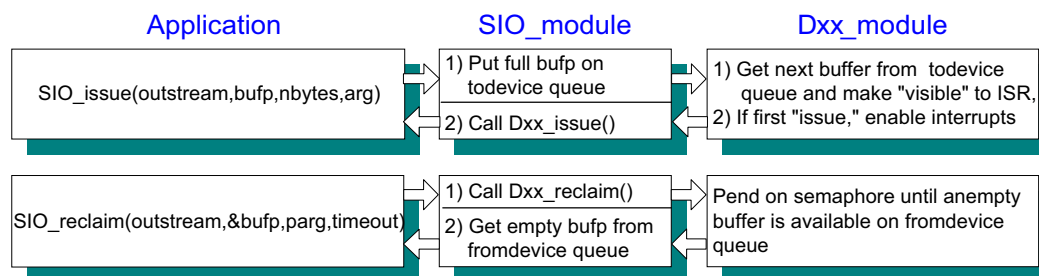 Application
SIO_module
Dxx_module
SIO_issue(outstream,bufp,nbytes,arg)
1) Put full bufp on
todevice queue
2) Call Dxx_issue()
1) Get next buffer from todevice
queue and make "visible" to ISR,
2) If first "issue," enable interrupts
SIO_reclaim(outstream,&bufp,parg,timeout)
1) Call Dxx_reclaim()
2) Get empty bufp from
fromdevice queue
Pend on semaphore until anempty
buffer is available on fromdevice
queue